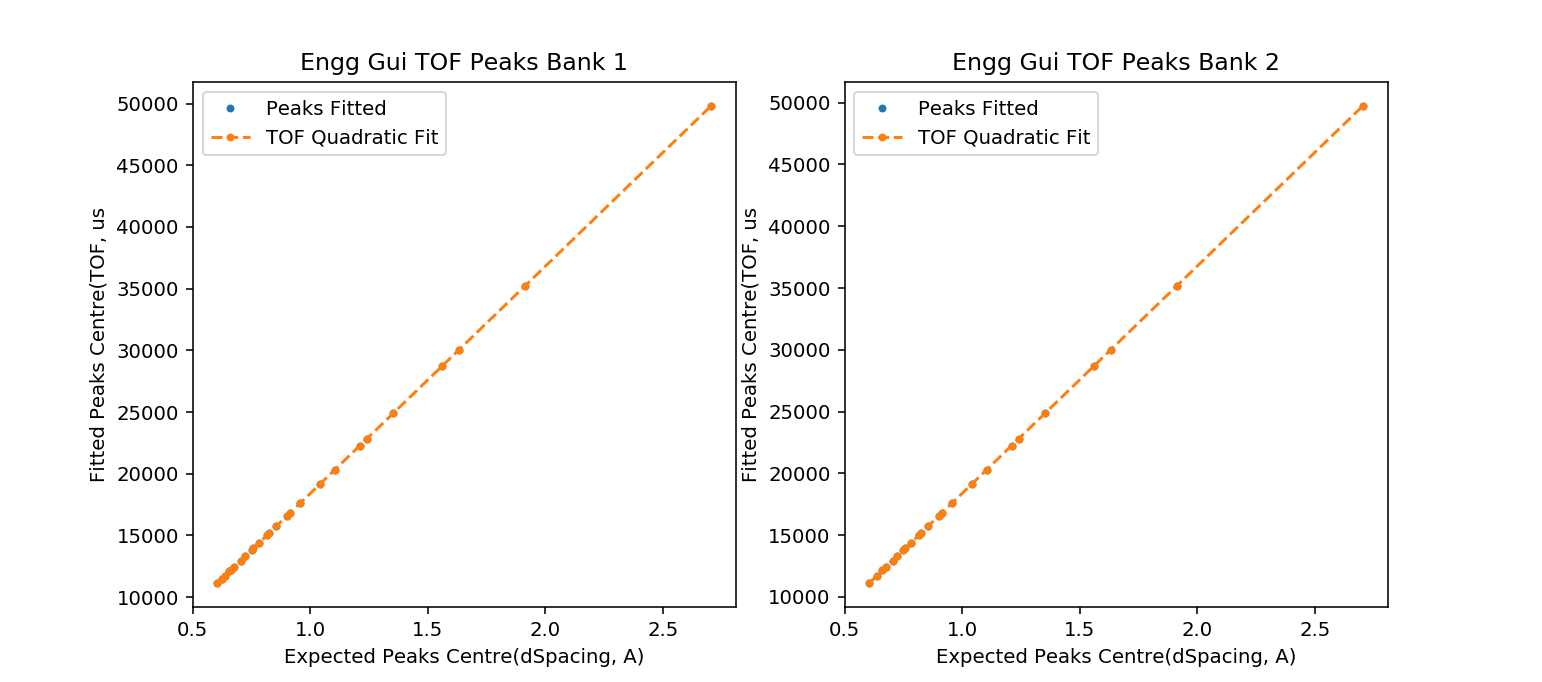 Engg Gui TOF Peaks Bank 1
Peaks Fitted
TOF Quadratic Fit
50000
45000
40000
35000
30000
25000
20000
15000
10000
Fitted Peaks Centre(TOF, us
0.5
1.0
1.5
2.0
2.5
Expected Peaks Centre(dSpacing, A)
Engg Gui TOF Peaks Bank 2
Peaks Fitted
TOF Quadratic Fit
50000
45000
40000
35000
30000
25000
20000
15000
10000
Fitted Peaks Centre(TOF, us
0.5
1.0
1.5
2.0
2.5
Expected Peaks Centre(dSpacing, A)